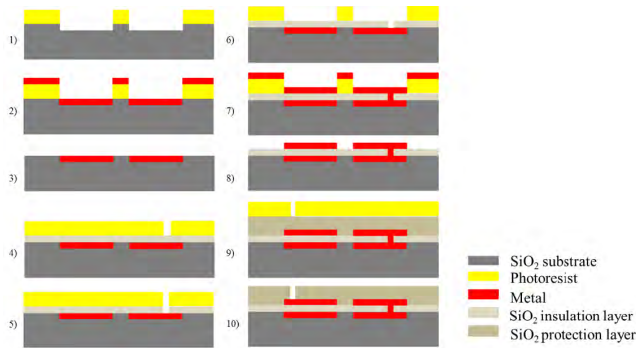 1)
2)
3)
4)
5)
6)
7)
8)
9)
10)
SiO₂ substrate
Photoresist
Metal
SiO₂ insulation layer
SiO₂ protection layer